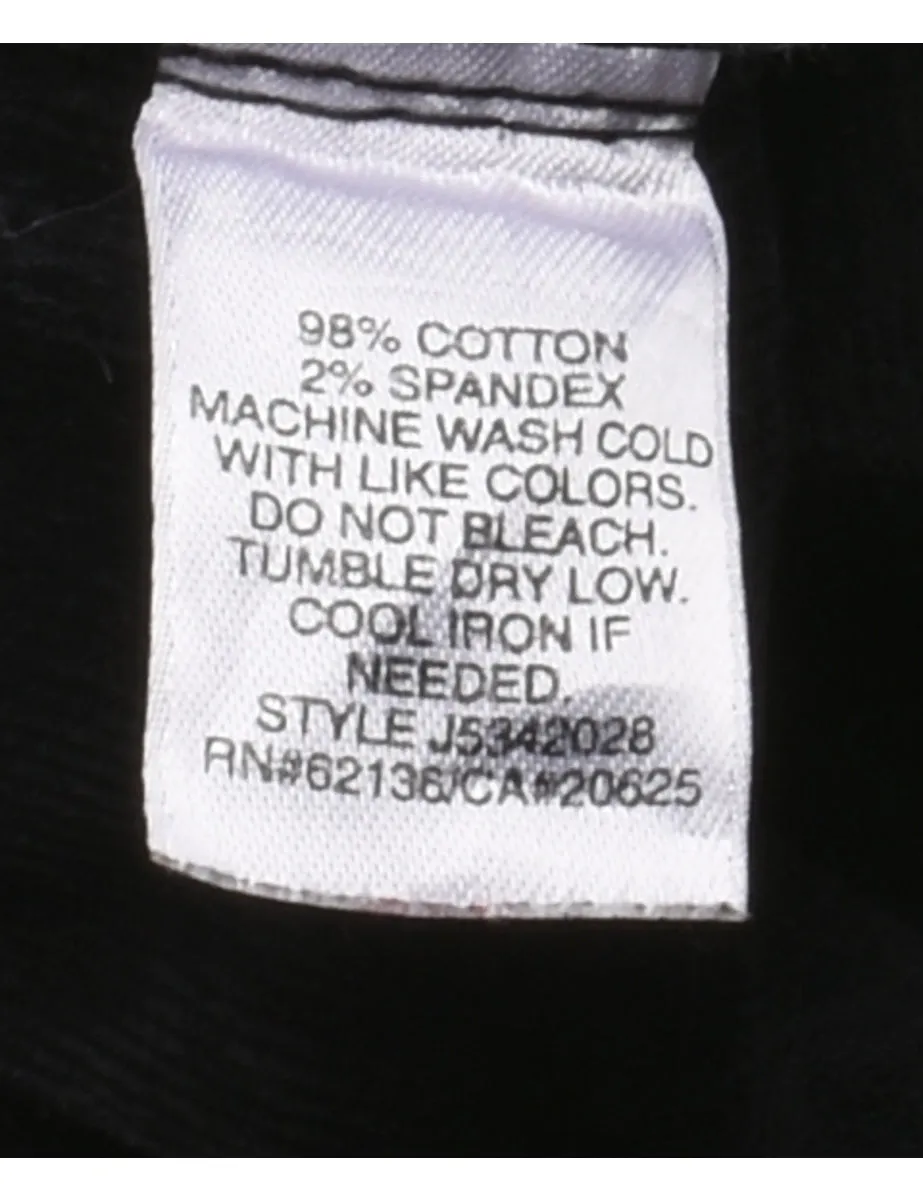 98% COTTON
2% SPANDEX
MACHINE WASH COLD
WITH LIKE COLORS.
DO NOT BLEACH.
TUMBLE DRY LOW.
COOL IRON IF
NEEDED.
STYLE J5342028
RN#62136/CA#20625